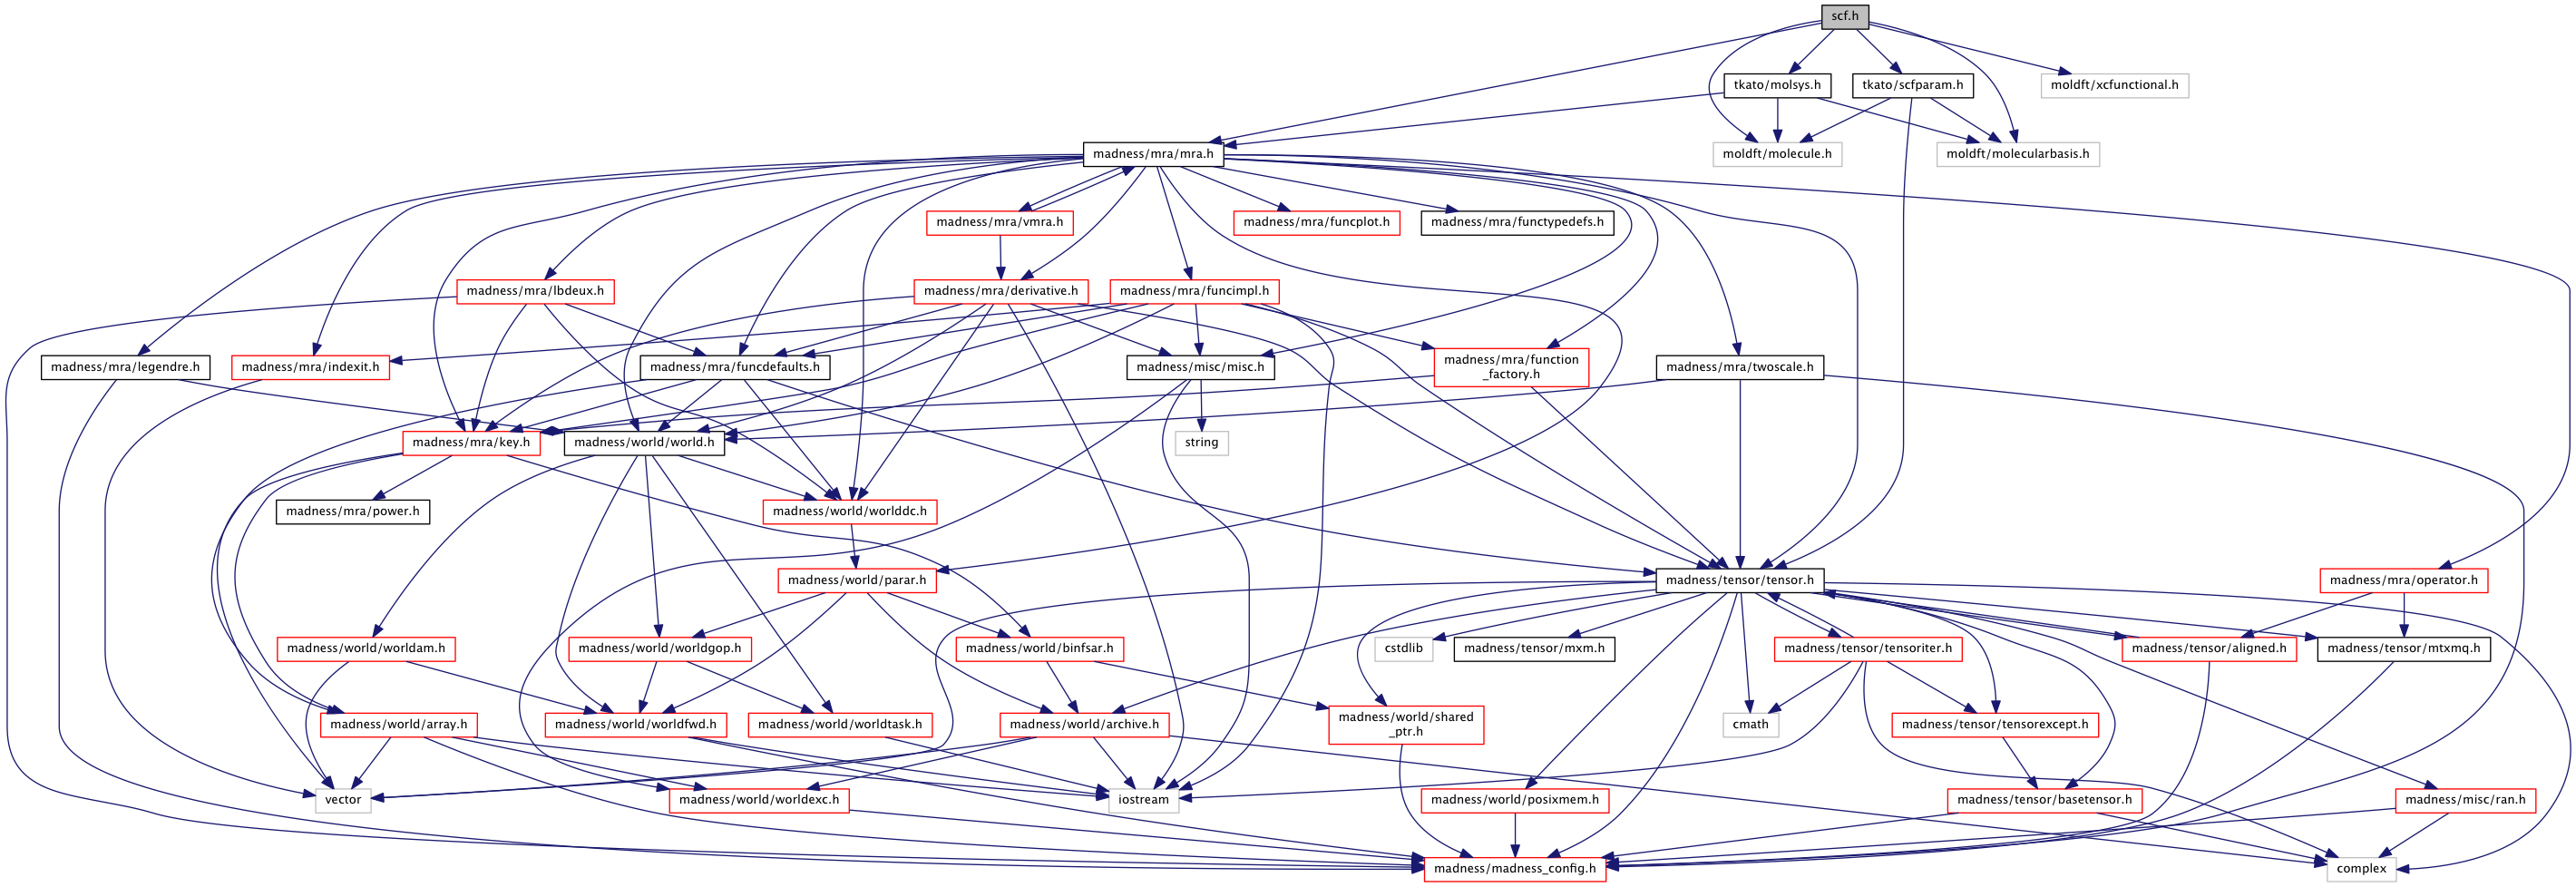 scf.h
tkato/molsys.h
tkato/scfparam.h
moldft/xcfunctional.h
madness/mra/mra.h
moldft/molecule.h
moldft/molecularbasis.h
madness/mra/vmra.h
madness/mra/funcplot.h
madness/mra/functypedefs.h
madness/mra/lbdeux.h
madness/mra/derivative.h
madness/mra/funcimpl.h
madness/mra/legendre.h
madness/mra/indexit.h
madness/mra/funcdefaults.h
madness/misc/misc.h
madness/mra/function
_factory.h
madness/mra/twoscale.h
madness/mra/key.h
madness/world/world.h
string
madness/mra/power.h
madness/world/worlddc.h
madness/world/parar.h
madness/tensor/tensor.h
madness/mra/operator.h
madness/world/worldam.h
madness/world/worldgop.h
madness/world/binfsar.h
cstdlib
madness/tensor/mxm.h
madness/tensor/tensoriter.h
madness/tensor/aligned.h
madness/tensor/mtxmq.h
madness/world/array.h
madness/world/worldfwd.h
madness/world/worldtask.h
madness/world/archive.h
madness/world/shared
_ptr.h
cmath
madness/tensor/tensorexcept.h
vector
madness/world/worldexc.h
iostream
madness/world/posixmem.h
madness/tensor/basetensor.h
madness/misc/ran.h
madness/madness_config.h
complex